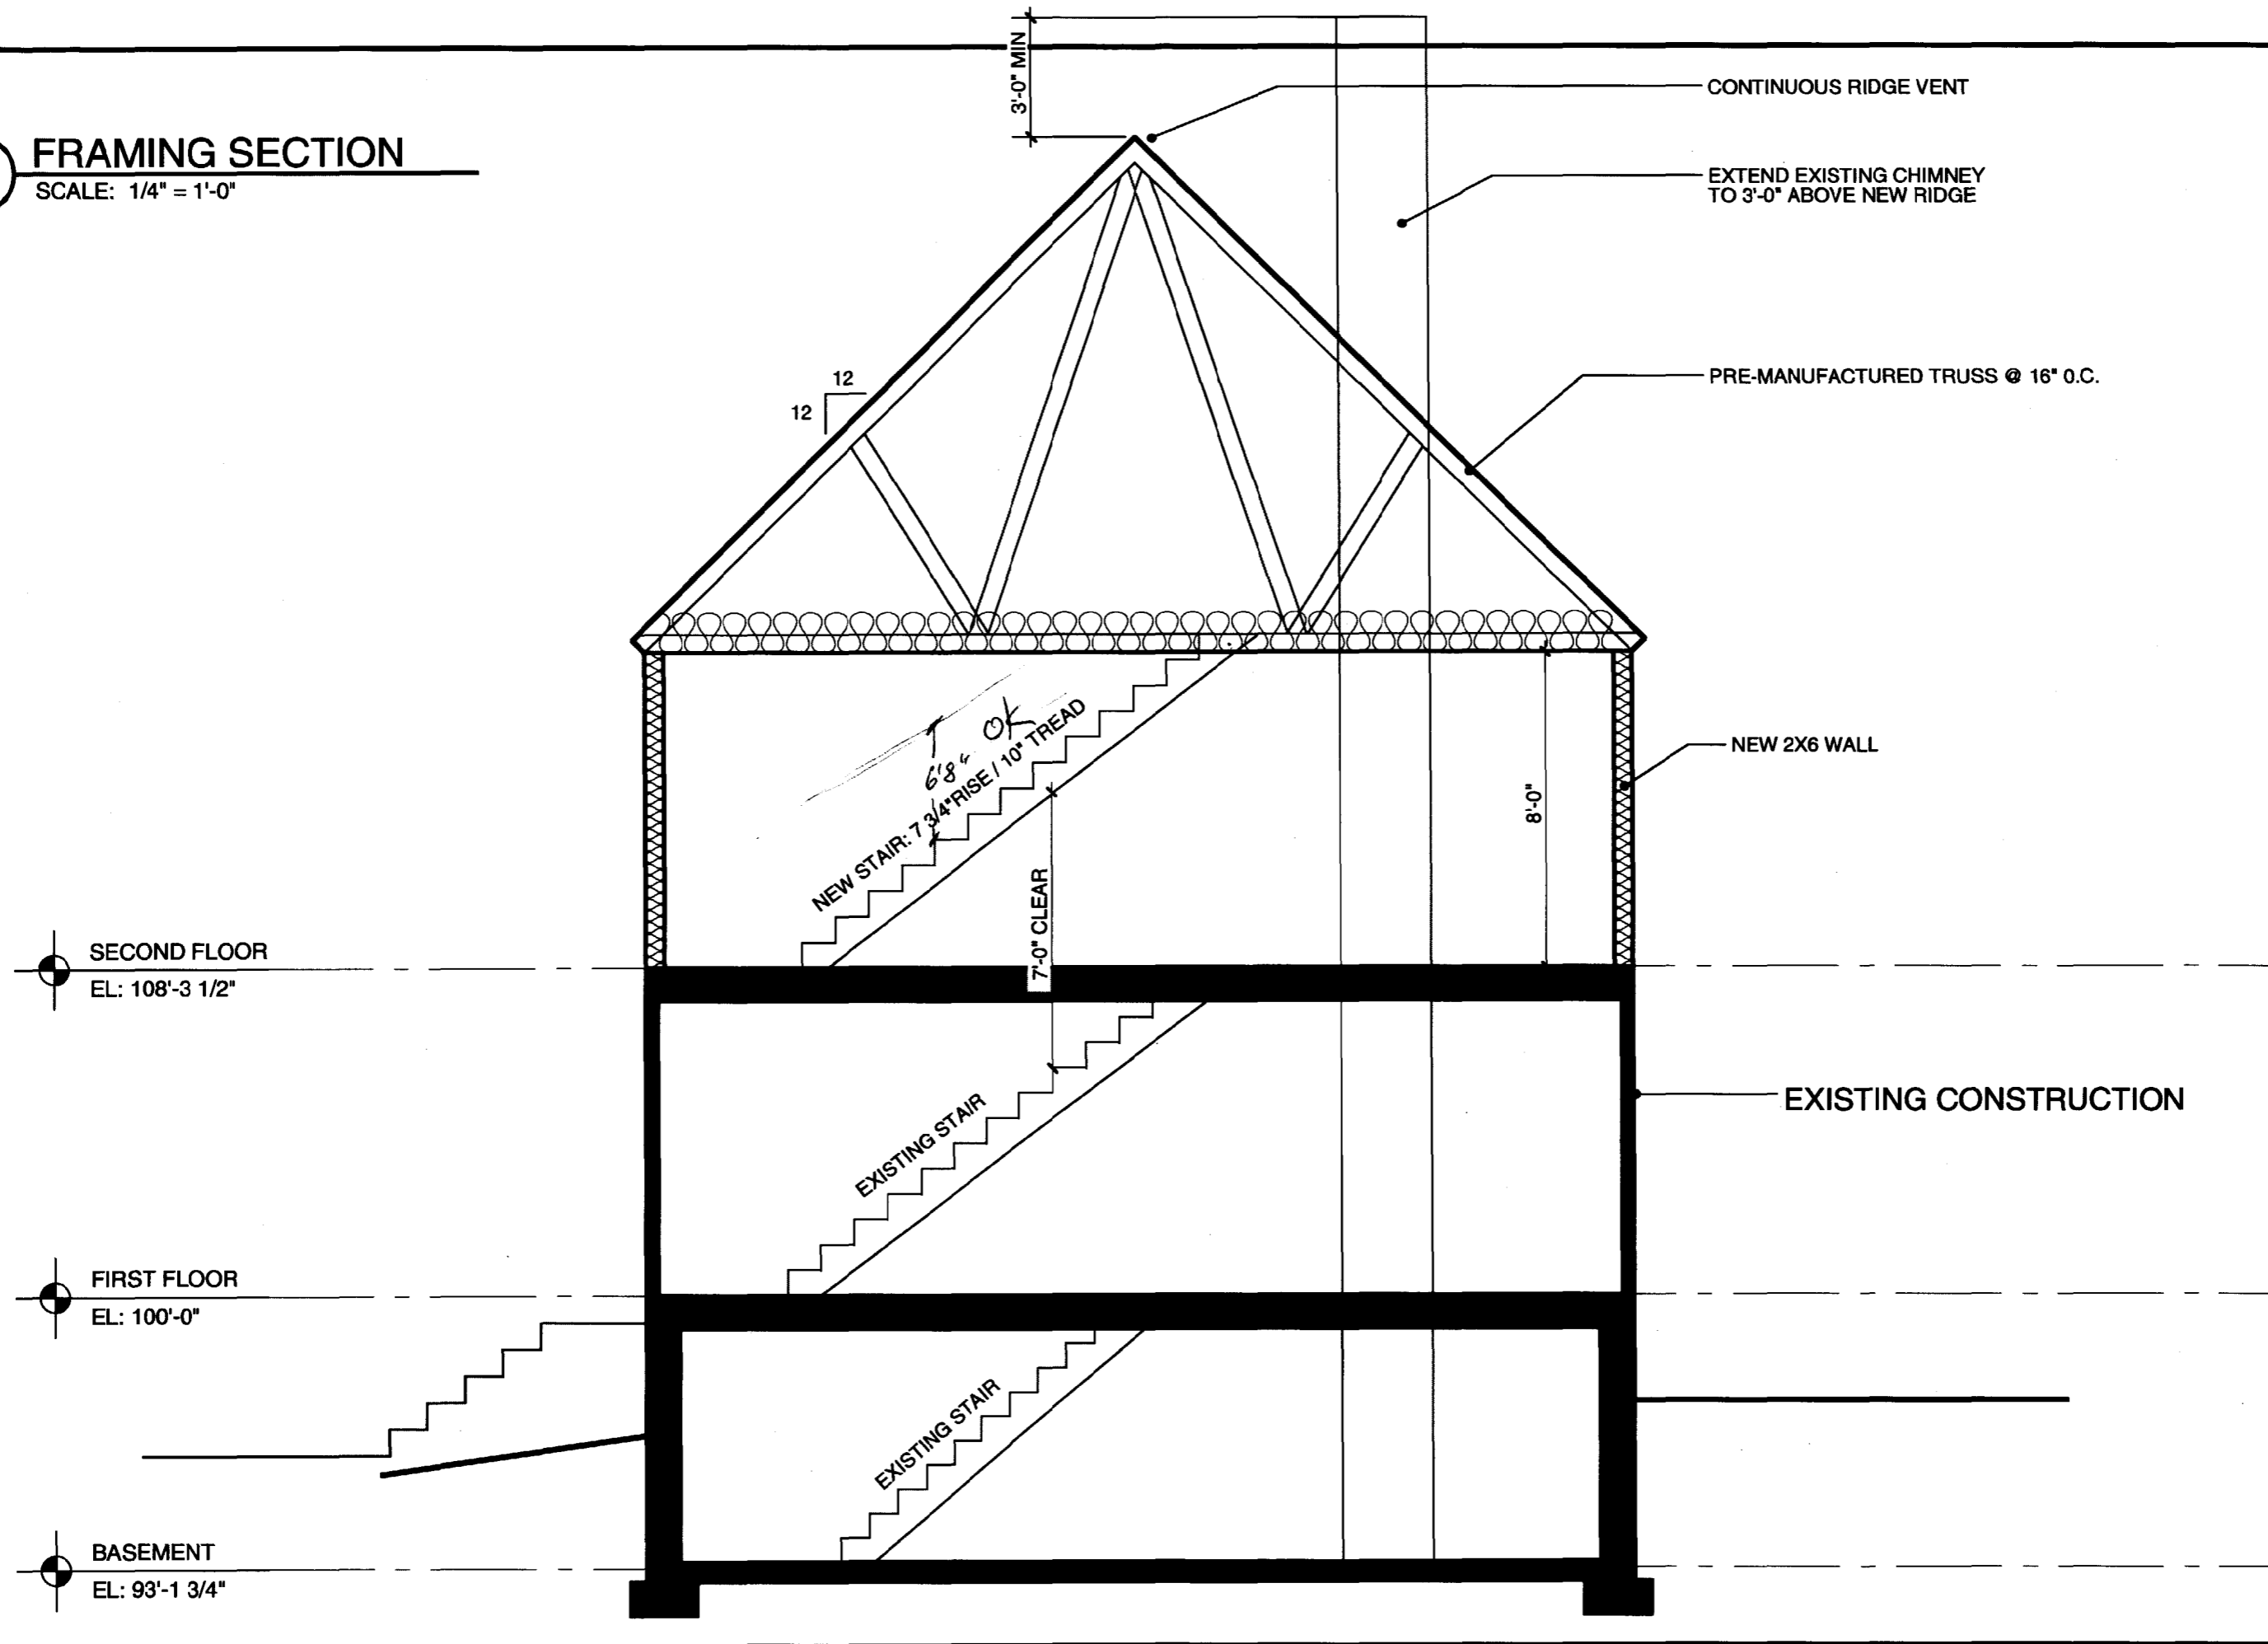 3'-0" MIN
CONTINUOUS RIDGE VENT
FRAMING SECTION
SCALE: 1/4" = 1'-0"
EXTEND EXISTING CHIMNEY
TO 3'-0" ABOVE NEW RIDGE
12
12
PRE-MANUFACTURED TRUSS @ 16" O.C.
OK
6'8"
NEW STAIR: 7 3/4" RISE / 10" TREAD
NEW 2X6 WALL
8'-0"
7'-0" CLEAR
SECOND FLOOR
EL: 108'-3 1/2"
EXISTING STAIR
EXISTING CONSTRUCTION
FIRST FLOOR
EL: 100'-0"
EXISTING STAIR
BASEMENT
EL: 93'-1 3/4"